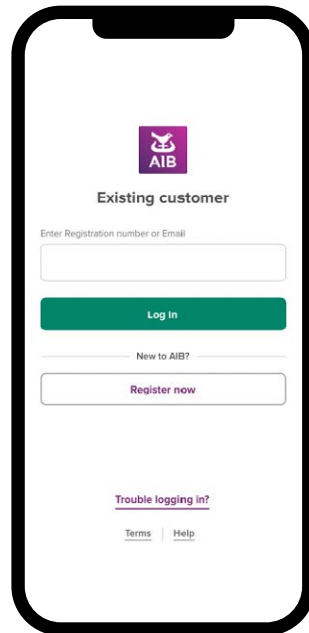 AIB
Existing customer
Enter Registration number or Email
Log In
New to AIB?
Register now
Trouble logging in?
Terms Help